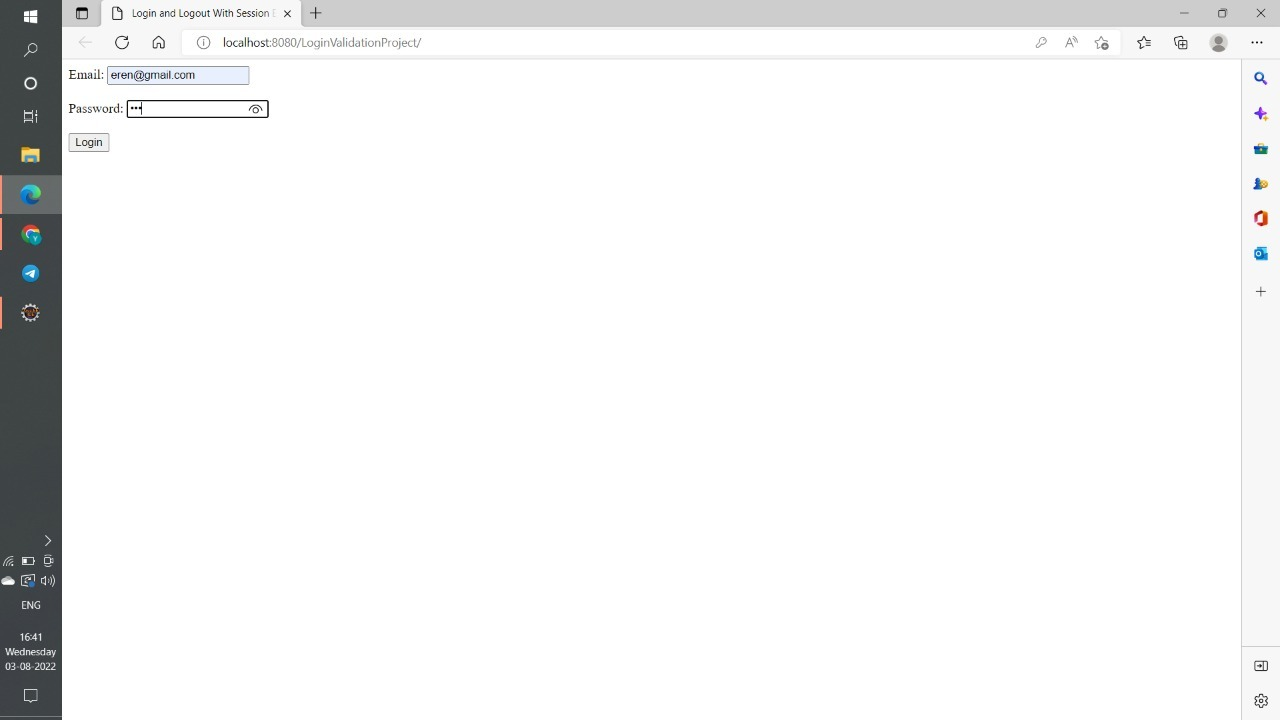 Login and Logout With Session
localhost:8080/LoginValidationProject/
Email: eren@gmail.com
Password: •••
Login
ENG
16:41
Wednesday
03-08-2022